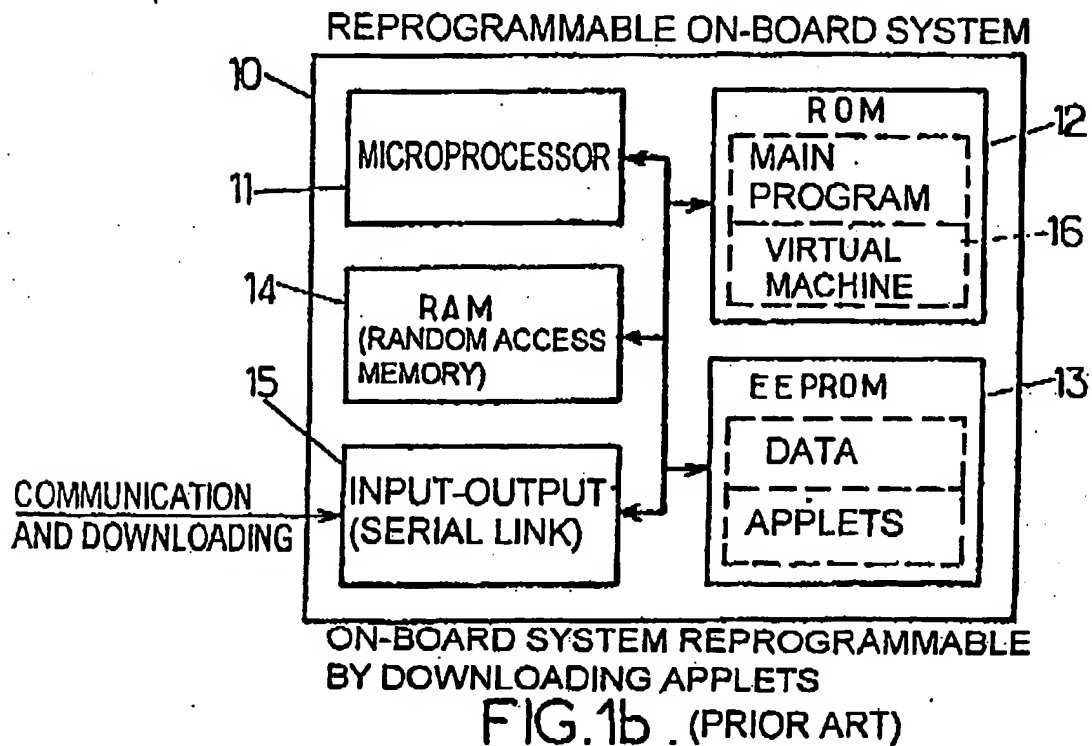 REPROGRAMMABLE ON-BOARD SYSTEM
10
MICROPROCESSOR
11
ROM
12
MAIN
PROGRAM
16
VIRTUAL
MACHINE
14
RAM
(RANDOM ACCESS
MEMORY)
EEPROM
13
DATA
APPLETS
15
INPUT-OUTPUT
(SERIAL LINK)
COMMUNICATION
AND DOWNLOADING
ON-BOARD SYSTEM REPROGRAMMABLE
BY DOWNLOADING APPLETS
FIG.1b. (PRIOR ART)